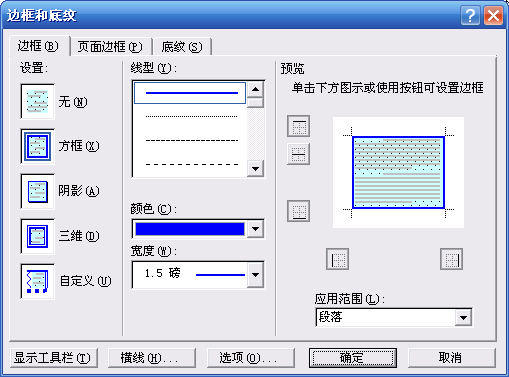 边框和底纹
边框(B)
页面边框(P)
底纹(S)
设置:
无(N)
方框(X)
阴影(A)
三维(D)
自定义(U)
线型(Y):
颜色(C):
宽度(W):
1.5 磅
预览
单击下方图示或使用按钮可设置边框
应用范围(L):
段落
显示工具栏(T)
横线(H)...
选项(O)...
确定
取消